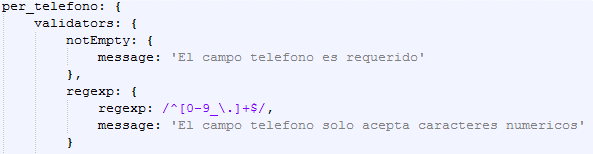 per_telefono: {
validators: {
notEmpty: {
message: 'El campo telefono es requerido'
},
regexp: {
regexp: /^[0-9_\.]+$/,
message: 'El campo telefono solo acepta caracteres numericos'
}